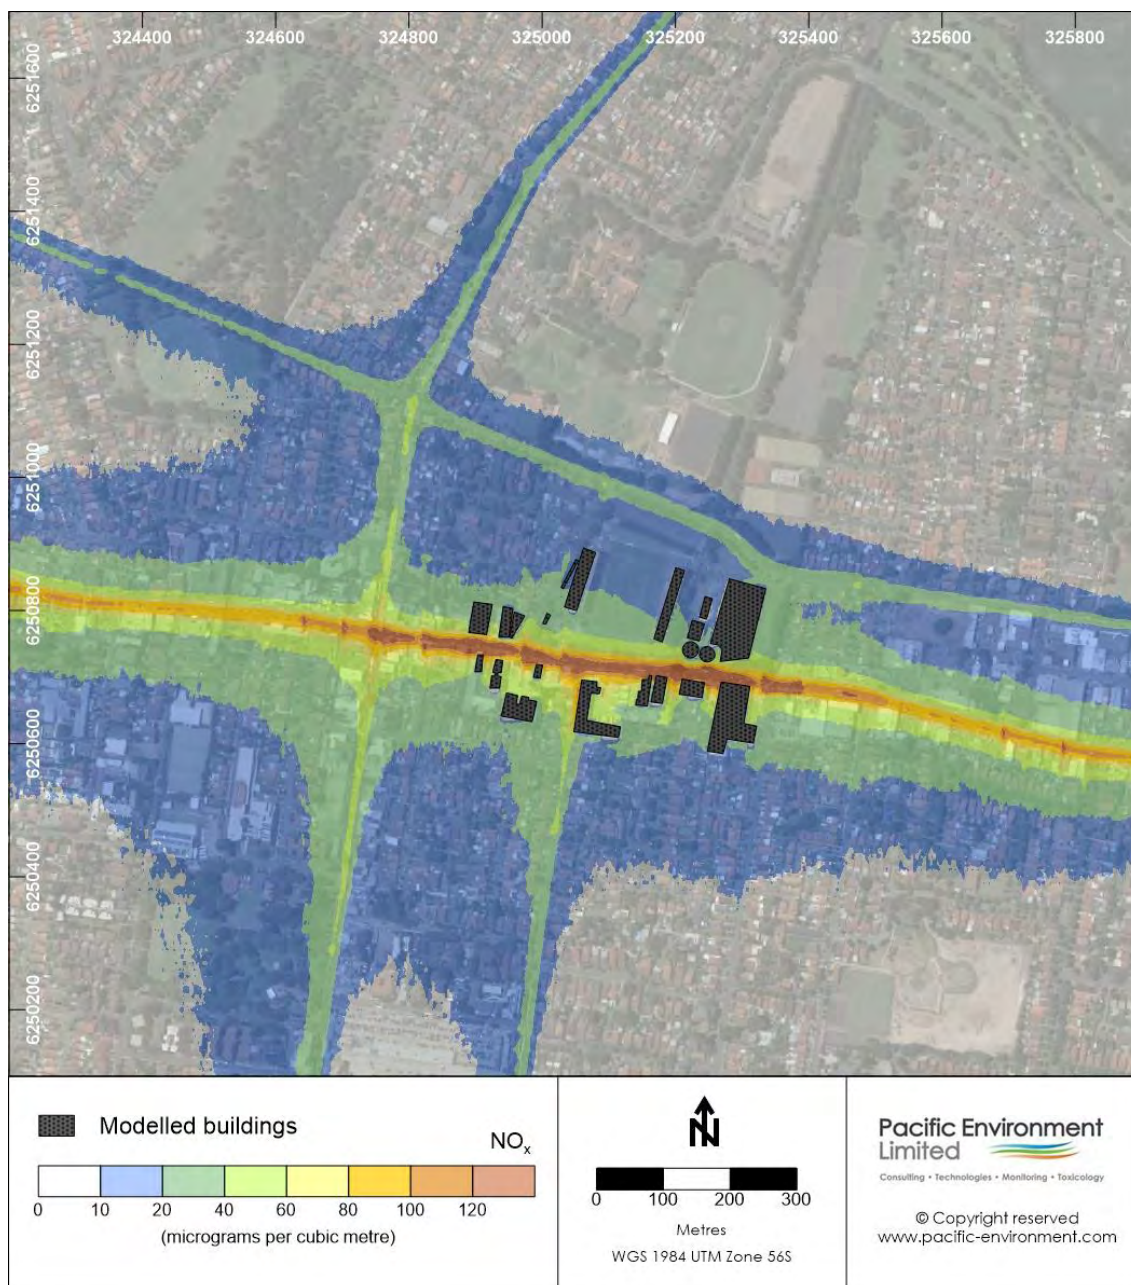 324400 324600 324800 325000 325200 325400 325600 325800
6251600
6251400
6251200
6251000
6250800
6250600
6250400
6250200
Modelled buildings
NOx
0 10 20 40 60 80 100 120
(micrograms per cubic metre)
N
0 100 200 300
Metres
WGS 1984 UTM Zone 56S
Pacific Environment
Limited
Consulting • Technologies • Monitoring • Toxicology
© Copyright reserved
www.pacific-environment.com